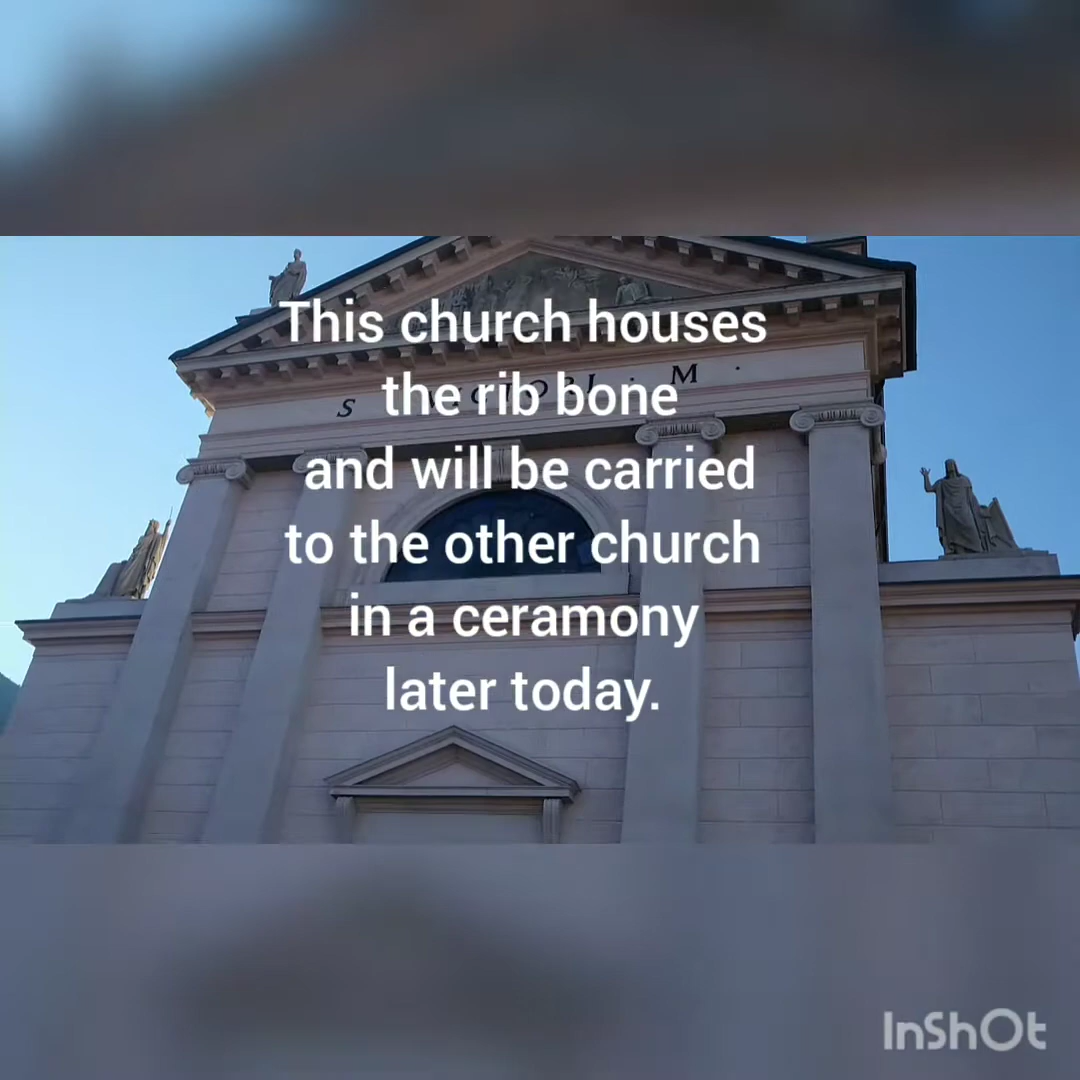 This church houses
the rib bone
and will be carried
to the other church
in a ceramony
later today.
S VICTORI · M ·
InShOt